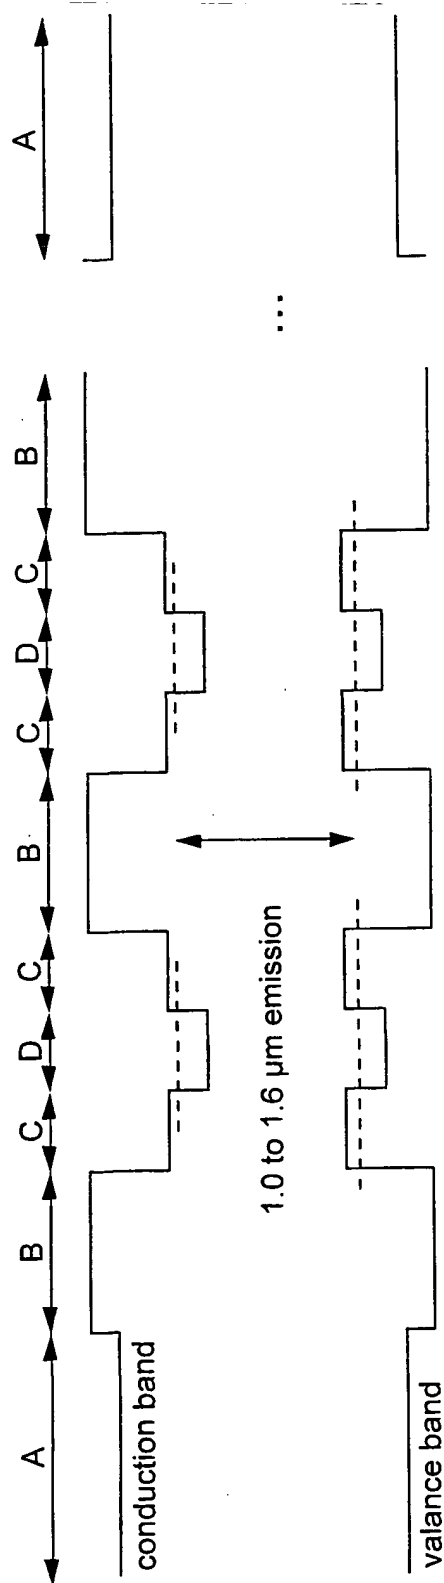 A B C D C B C D C B A
conduction band
...
1.0 to 1.6 µm emission
valance band